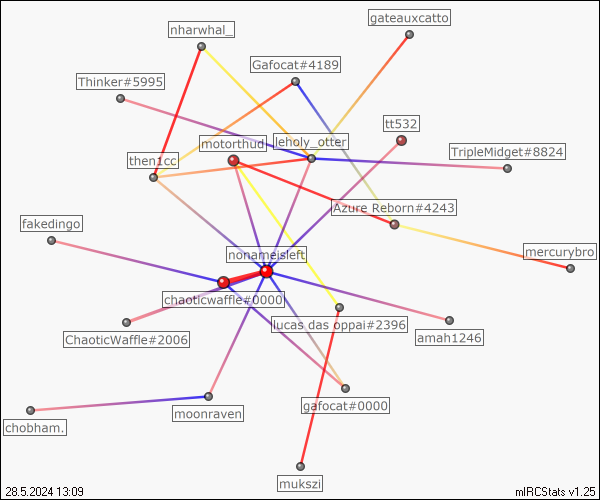 gateauxcatto
nharwhal_
Gafocat#4189
Thinker#5995
tt532
motorthud
leholy_otter
TripleMidget#8824
then1cc
Azure_Reborn#4243
fakedingo
nonameisleft
mercurybro
chaoticwaffle#0000
lucas das oppai#2396
ChaoticWaffle#2006
amah1246
gafocat#0000
moonraven
chobham.
mukszi
28.5.2024 13:09
mIRCStats v1.25